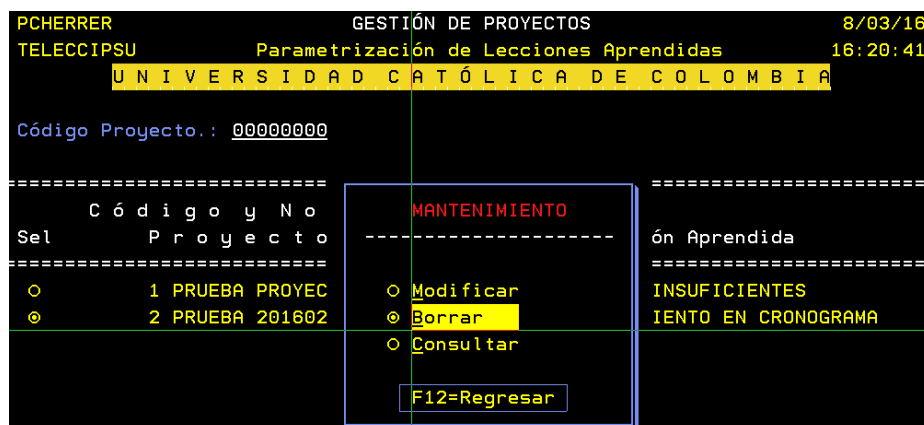 PCHERRER GESTIÓN DE PROYECTOS 8/03/16
TELECCIPSU Parametrización de Lecciones Aprendidas 16:20:41
U N I V E R S I D A D C A T Ó L I C A D E C O L O M B I A
Código Proyecto.: 00000000
C ó d i g o y N o MANTENIMIENTO
Sel P r o y e c t o ón Aprendida
1 PRUEBA PROYEC Modificar INSUFICIENTES
2 PRUEBA 201602 Borrar IENTO EN CRONOGRAMA
Consultar
F12=Regresar